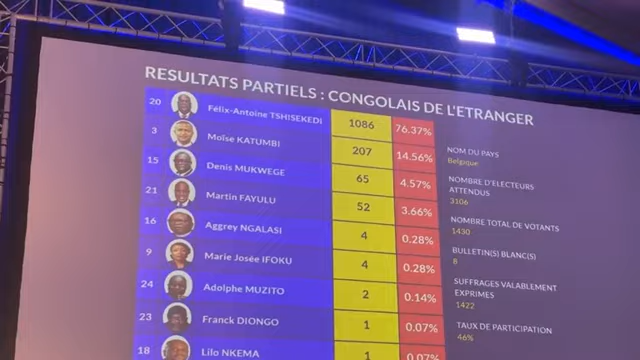 RESULTATS PARTIELS : CONGOLAIS DE L'ETRANGER
20 Félix-Antoine TSHISEKEDI 1086 76.37%
3 Moïse KATUMBI 207 14.56%
15 Denis MUKWEGE 65 4.57%
21 Martin FAYULU 52 3.66%
16 Aggrey NGALASI 4 0.28%
9 Marie Josée IFOKU 4 0.28%
24 Adolphe MUZITO 2 0.14%
23 Franck DIONGO 1 0.07%
18 Lilo NKEMA 1 0.07%
NOM DU PAYS
Belgique
NOMBRE D'ELECTEURS
ATTENDUS
3106
NOMBRE TOTAL DE VOTANTS
1430
BULLETIN(S) BLANC(S)
8
SUFFRAGES VALABLEMENT
EXPRIMES
1422
TAUX DE PARTICIPATION
46%